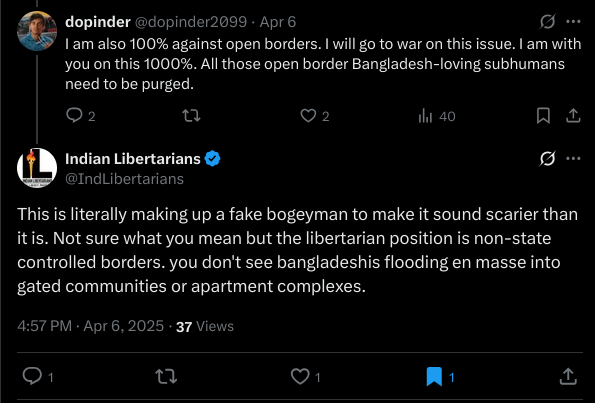 dopinder @dopinder2099 · Apr 6
I am also 100% against open borders. I will go to war on this issue. I am with
you on this 1000%. All those open border Bangladesh-loving subhumans
need to be purged.
2 2 40
Indian Libertarians
@IndLibertarians
This is literally making up a fake bogeyman to make it sound scarier than
it is. Not sure what you mean but the libertarian position is non-state
controlled borders. you don't see bangladeshis flooding en masse into
gated communities or apartment complexes.
4:57 PM · Apr 6, 2025 · 37 Views
1 1 1